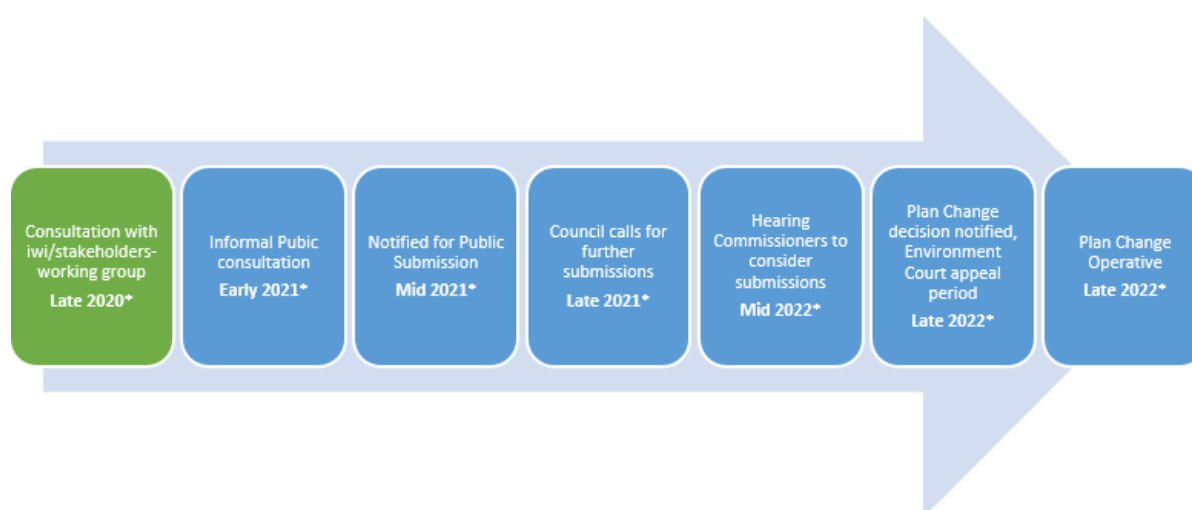 Consultation with
iwi/stakeholders-
working group
Late 2020*
Informal Pubic
consultation
Early 2021*
Notified for Public
Submission
Mid 2021*
Council calls for
further
submissions
Late 2021*
Hearing
Commissioners to
consider
submissions
Mid 2022*
Plan Change
decision notified,
Environment
Court appeal
period
Late 2022*
Plan Change
Operative
Late 2022*